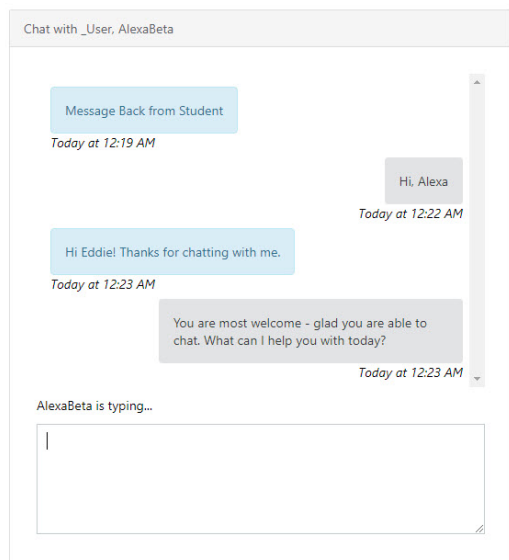 Chat with _User, AlexaBeta
Message Back from Student
Today at 12:19 AM
Hi, Alexa
Today at 12:22 AM
Hi Eddie! Thanks for chatting with me.
Today at 12:23 AM
You are most welcome - glad you are able to
chat. What can I help you with today?
Today at 12:23 AM
AlexaBeta is typing...